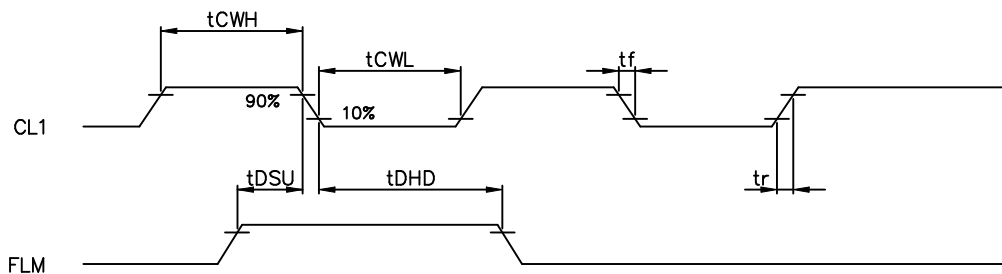 tCWH
tCWL
tf
90%
10%
CL1
tDSU
tDHD
tr
FLM